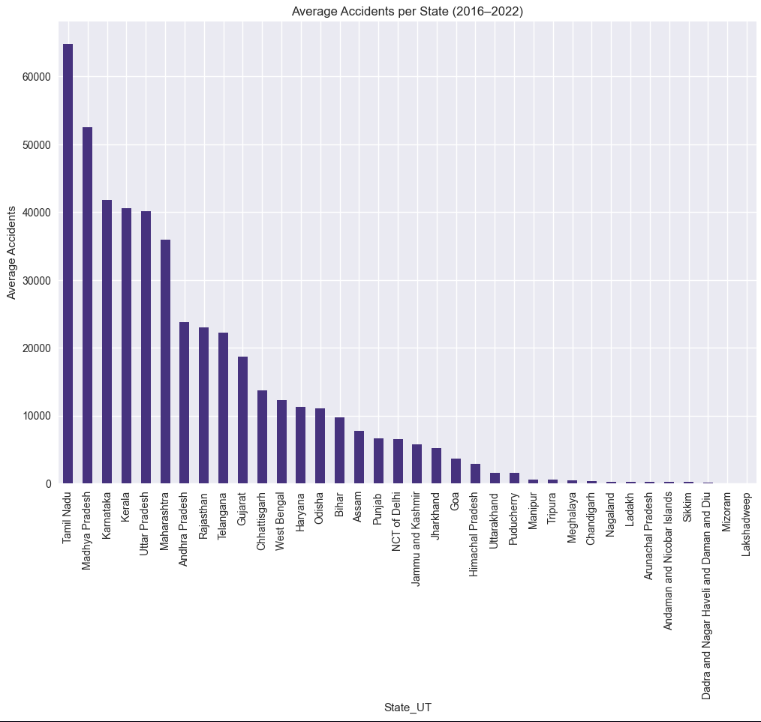 Average Accidents per State (2016–2022)
Average Accidents
60000
50000
40000
30000
20000
10000
0
Tamil Nadu
Madhya Pradesh
Karnataka
Kerala
Uttar Pradesh
Maharashtra
Andhra Pradesh
Rajasthan
Telangana
Gujarat
Chhattisgarh
West Bengal
Haryana
Odisha
Bihar
Assam
Punjab
NCT of Delhi
Jammu and Kashmir
Jharkhand
Goa
Himachal Pradesh
Uttarakhand
Puducherry
Manipur
Tripura
Meghalaya
Chandigarh
Nagaland
Ladakh
Arunachal Pradesh
Andaman and Nicobar Islands
Sikkim
Dadra and Nagar Haveli and Daman and Diu
Mizoram
Lakshadweep
State_UT